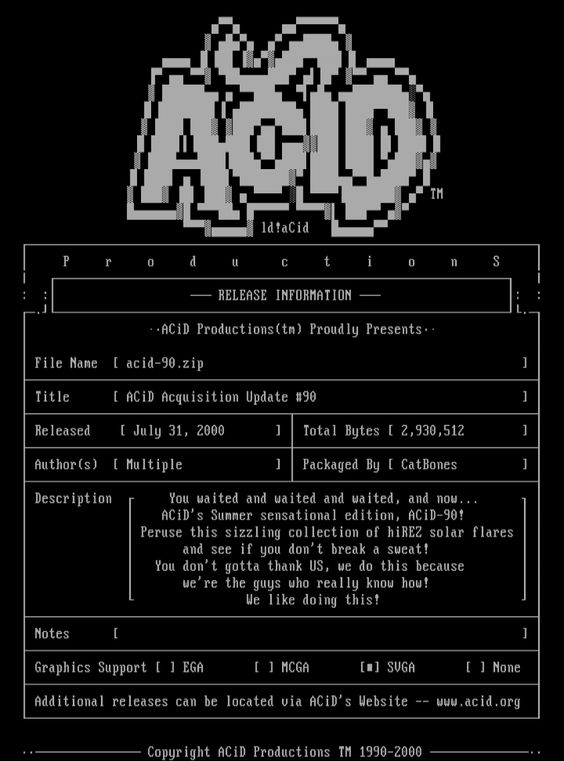 ACiD
TM
ld!aCid
P r o d u c t i o n S
RELEASE INFORMATION
··ACiD Productions(tm) Proudly Presents··
File Name [ acid-90.zip ]
Title [ ACiD Acquisition Update #90 ]
Released [ July 31, 2000 ] Total Bytes [ 2,930,512 ]
Author(s) [ Multiple ] Packaged By [ CatBones ]
Description You waited and waited and waited, and now...
ACiD's Summer sensational edition, ACiD-90!
Peruse this sizzling collection of hiREZ solar flares
and see if you don't break a sweat!
You don't gotta thank US, we do this because
we're the guys who really know how!
We like doing this!
Notes [ ]
Graphics Support [ ] EGA [ ] MCGA [■] SVGA [ ] None
Additional releases can be located via ACiD's Website -- www.acid.org
Copyright ACiD Productions TM 1990-2000